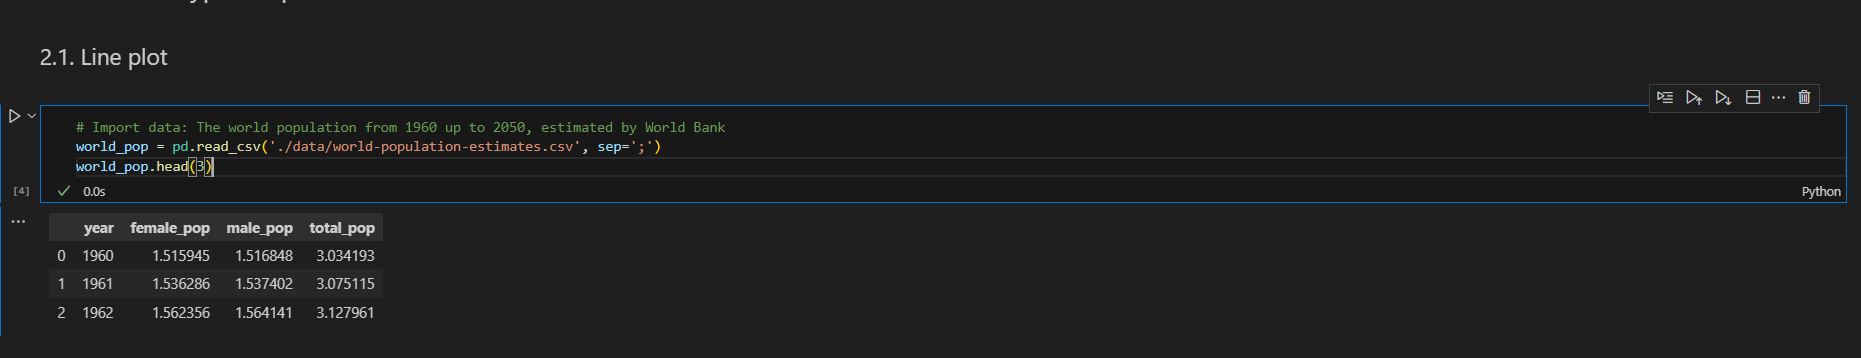 2.1. Line plot
# Import data: The world population from 1960 up to 2050, estimated by World Bank
world_pop = pd.read_csv('./data/world-population-estimates.csv', sep=';')
world_pop.head(3)
[4] 0.0s Python
year female_pop male_pop total_pop
0 1960 1.515945 1.516848 3.034193
1 1961 1.536286 1.537402 3.075115
2 1962 1.562356 1.564141 3.127961